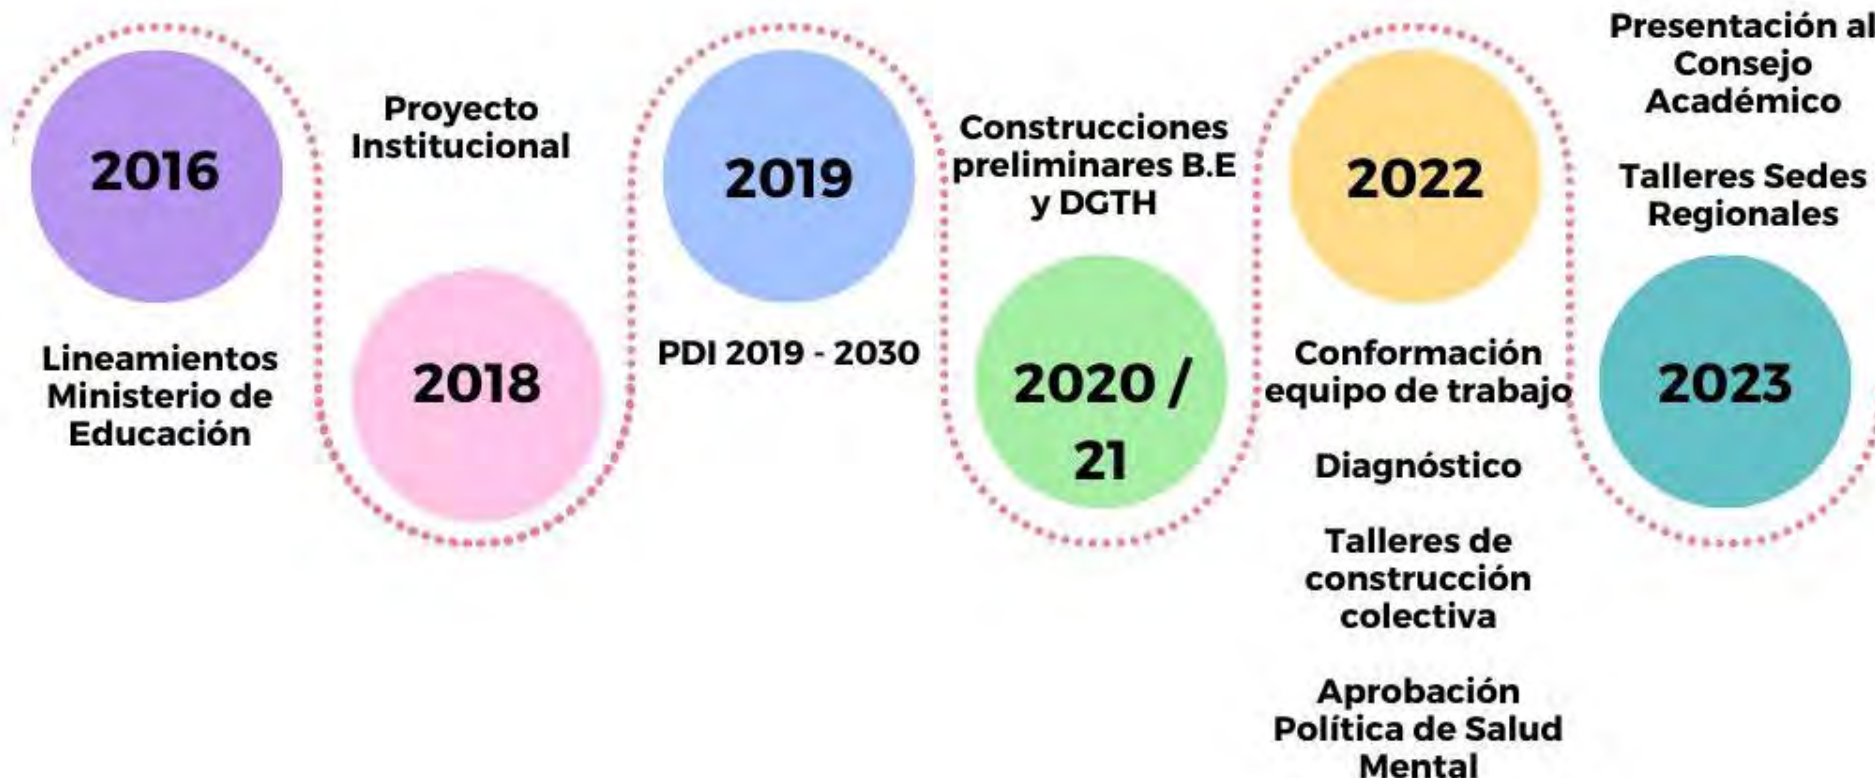 2016
Lineamientos
Ministerio de
Educación
Proyecto
Institucional
2018
2019
PDI 2019 - 2030
Construcciones
preliminares B.E
y DGTH
2020 /
21
2022
Conformación
equipo de trabajo
Diagnóstico
Talleres de
construcción
colectiva
Aprobación
Política de Salud
Mental
Presentación al
Consejo
Académico
Talleres Sedes
Regionales
2023